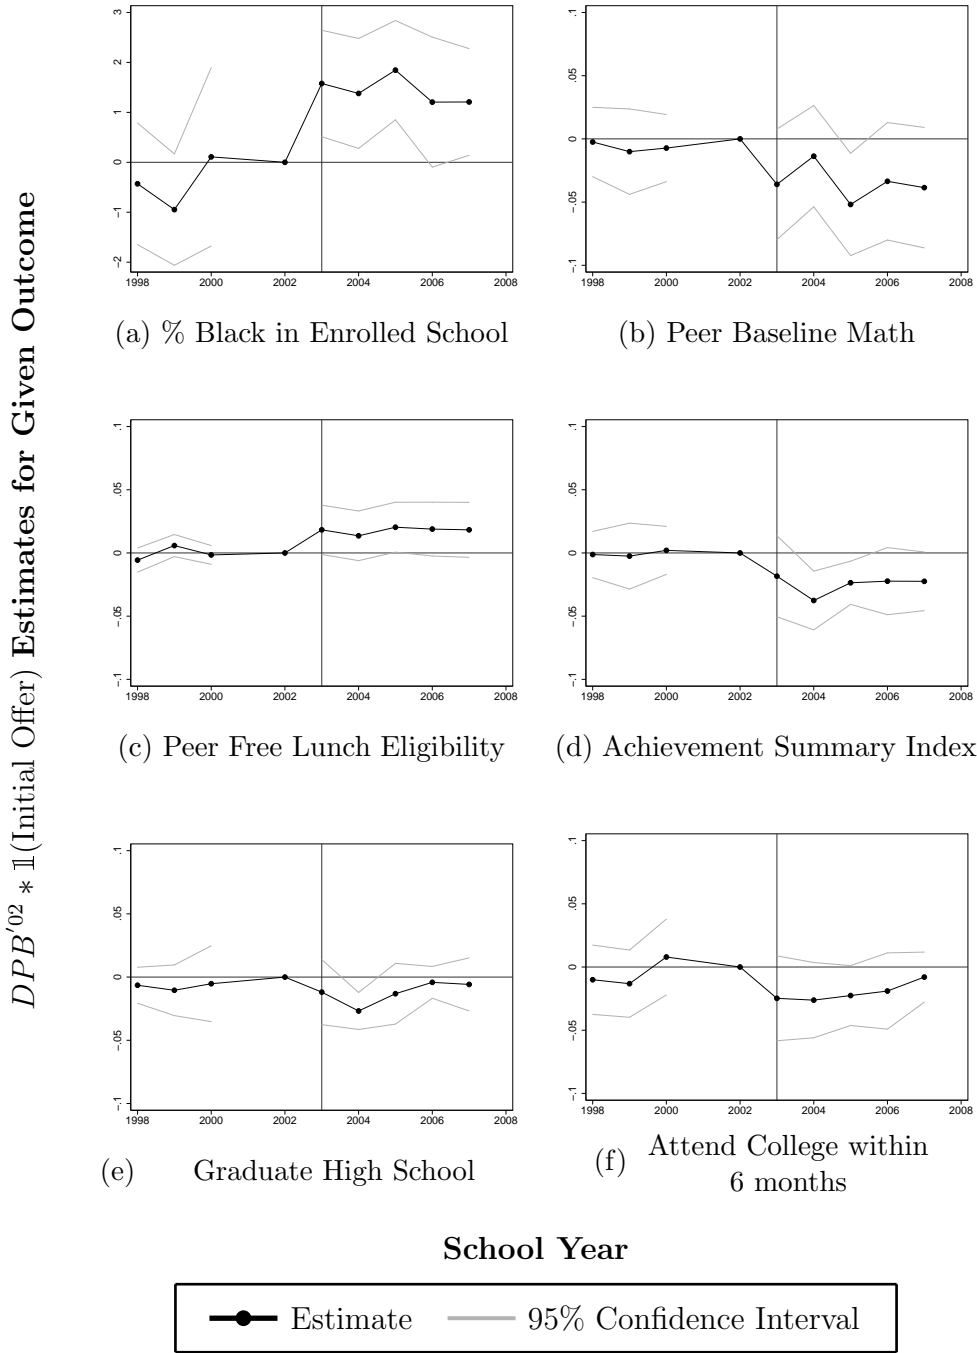 DPB'02 * 𝟙(Initial Offer) Estimates for Given Outcome
3
2
1
0
-1
-2
1998 2000 2002 2004 2006 2008
(a) % Black in Enrolled School
.1
.05
0
-.05
-.1
1998 2000 2002 2004 2006 2008
(b) Peer Baseline Math
.1
.05
0
-.05
-.1
1998 2000 2002 2004 2006 2008
(c) Peer Free Lunch Eligibility
.1
.05
0
-.05
-.1
1998 2000 2002 2004 2006 2008
(d) Achievement Summary Index
.1
.05
0
-.05
-.1
1998 2000 2002 2004 2006 2008
(e) Graduate High School
.1
.05
0
-.05
-.1
1998 2000 2002 2004 2006 2008
(f) Attend College within
6 months
School Year
Estimate 95% Confidence Interval